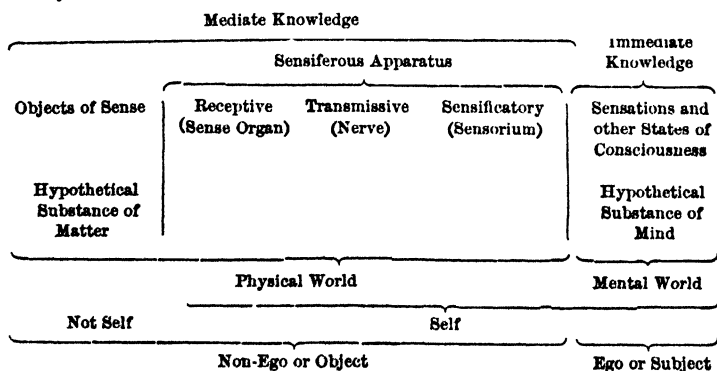 Mediate Knowledge
Immediate
Knowledge
Sensiferous Apparatus
Objects of Sense
Receptive
(Sense Organ)
Transmissive
(Nerve)
Sensificatory
(Sensorium)
Sensations and
other States of
Consciousness
Hypothetical
Substance of
Matter
Hypothetical
Substance of
Mind
Physical World
Mental World
Not Self
Self
Non-Ego or Object
Ego or Subject